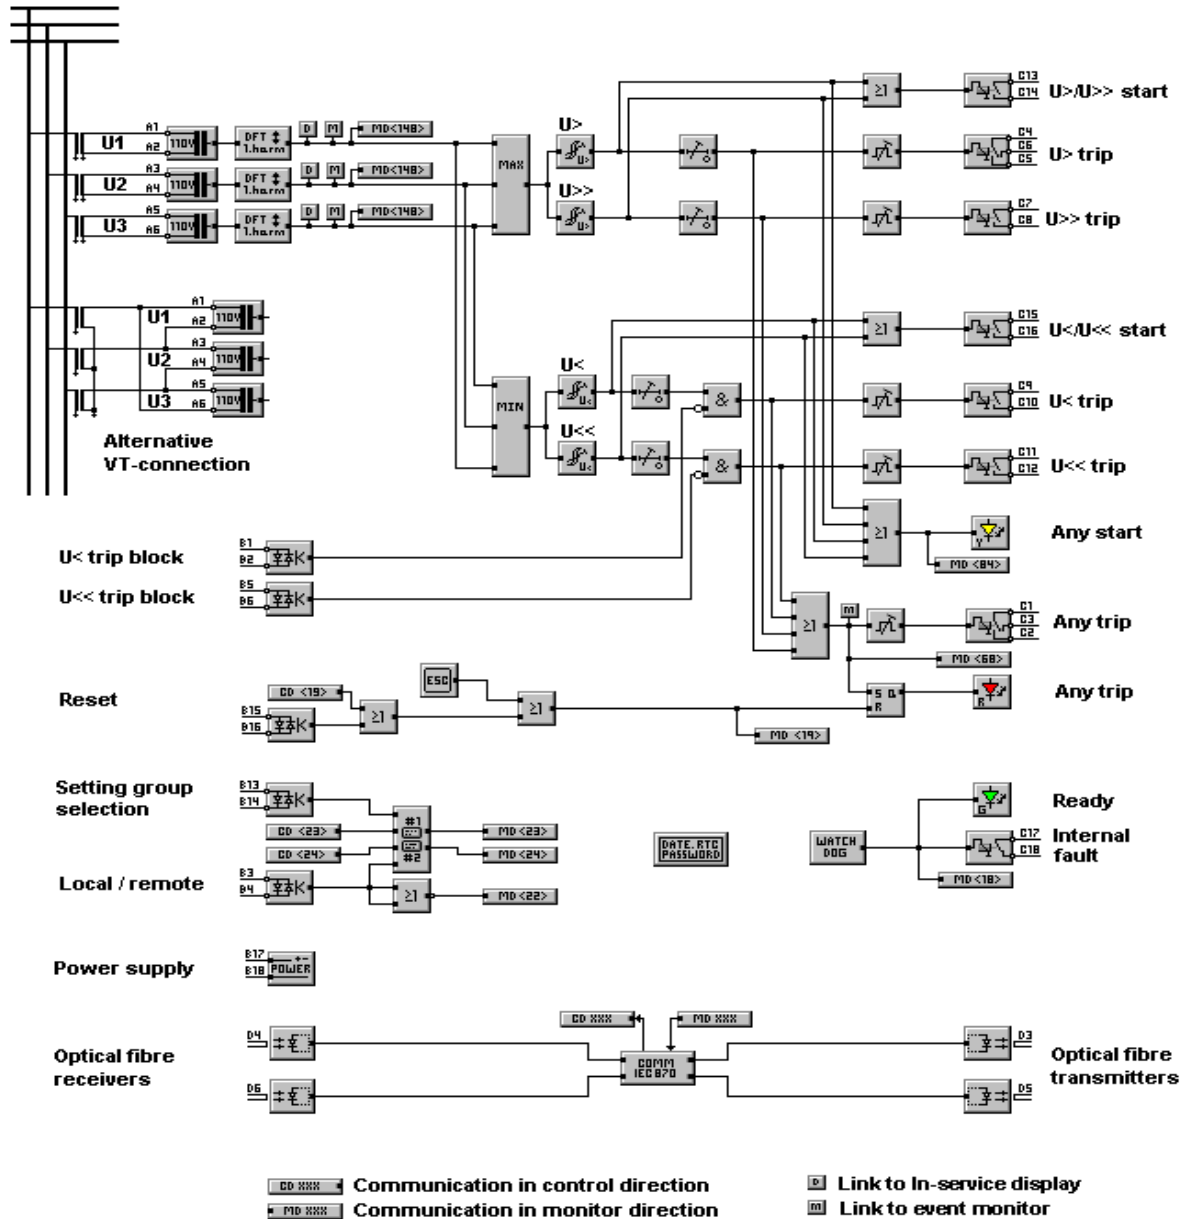 C13
≥1
C14
U>/U>> start
U>
C4
A1
U1
A2
110V
DFT
1.harm
D
M
MD<148>
MAX
U>
C6
C5
U> trip
A3
U2
A4
110V
DFT
1.harm
D
M
MD<148>
U>>
A5
U3
A6
110V
DFT
1.harm
D
M
MD<148>
U>
C7
C8
U>> trip
A1
U1
A2
110V
C15
≥1
C16
U</U<< start
A3
U2
A4
110V
U<
A5
U3
A6
110V
MIN
U<
&
C9
C10
U< trip
Alternative
VT-connection
U<<
U<
&
C11
C12
U<< trip
U< trip block
B1
B2
≥1
Y
Any start
MD <84>
U<< trip block
B5
B6
≥1
M
C1
C3
C2
Any trip
MD <68>
Reset
CD <19>
B15
B16
≥1
ESC
≥1
S Q
R
R
Any trip
MD <19>
Setting group
selection
B13
B14
#1
#2
CD <23>
CD <24>
MD <23>
MD <24>
DATE.RTC
PASSWORD
WATCH
DOG
G
Ready
C17
C18
Internal
fault
MD <18>
Local / remote
B3
B4
≥1
MD <22>
Power supply
B17
B18
+-
POWER
CD XXX
MD XXX
Optical fibre
receivers
D4
D6
COMM
IEC870
D3
D5
Optical fibre
transmitters
CD XXX Communication in control direction
D Link to In-service display
MD XXX Communication in monitor direction
M Link to event monitor